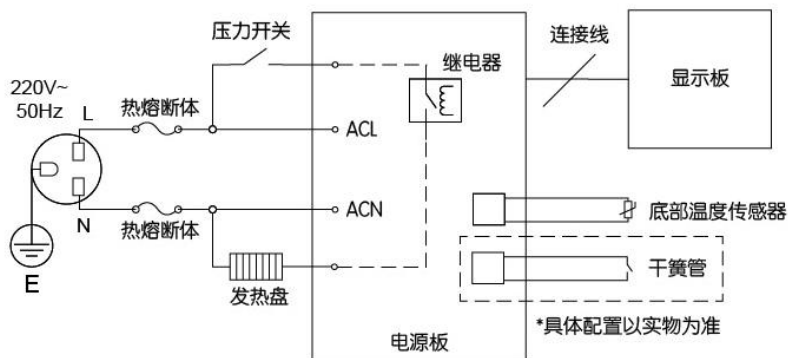 压力开关
继电器
连接线
显示板
220V~
50Hz
L
热熔断体
ACL
N
热熔断体
ACN
底部温度传感器
E
发热盘
干簧管
*具体配置以实物为准
电源板